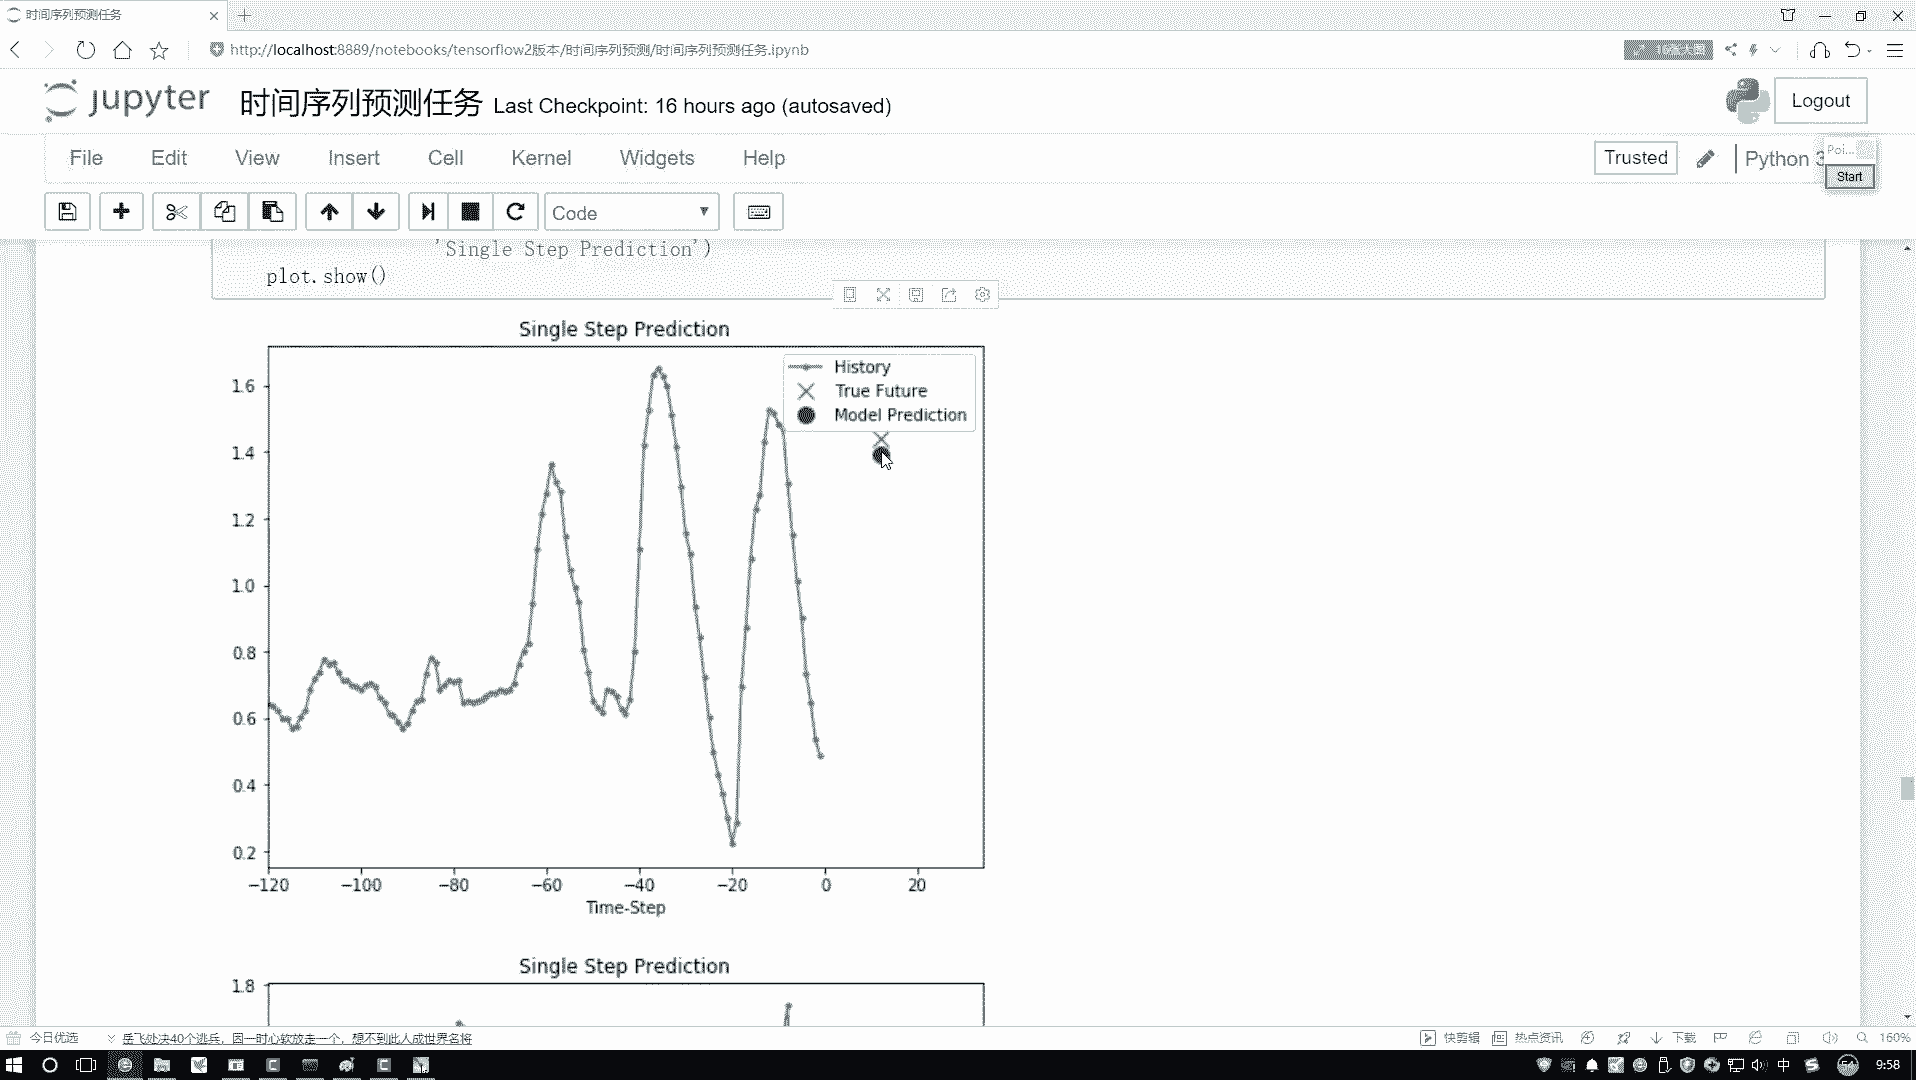 时间序列预测任务
http://localhost:8889/notebooks/tensorflow2版本/时间序列预测/时间序列预测任务.ipynb
16张大图
jupyter 时间序列预测任务 Last Checkpoint: 16 hours ago (autosaved)
Logout
File Edit View Insert Cell Kernel Widgets Help
Trusted
Python 3
Poi...
Start
Code
'Single Step Prediction')
plot.show()
Single Step Prediction
History
True Future
Model Prediction
1.6
1.4
1.2
1.0
0.8
0.6
0.4
0.2
−120 −100 −80 −60 −40 −20 0 20
Time-Step
Single Step Prediction
1.8
今日优选
岳飞处决40个逃兵，因一时心软放走一个，想不到此人成世界名将
快剪辑
热点资讯
下载
160%
中
54
9:58